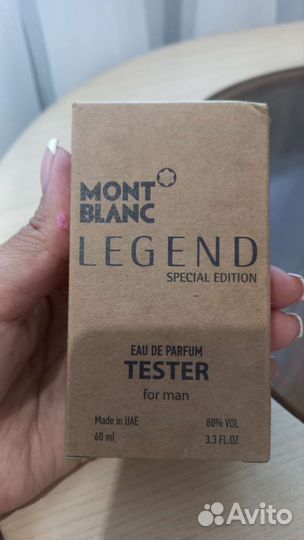 MONT
BLANC
LEGEND
SPECIAL EDITION
EAU DE PARFUM
TESTER
for man
Made in UAE 80% VOL
60 ml 3.3 FL.OZ
Avito